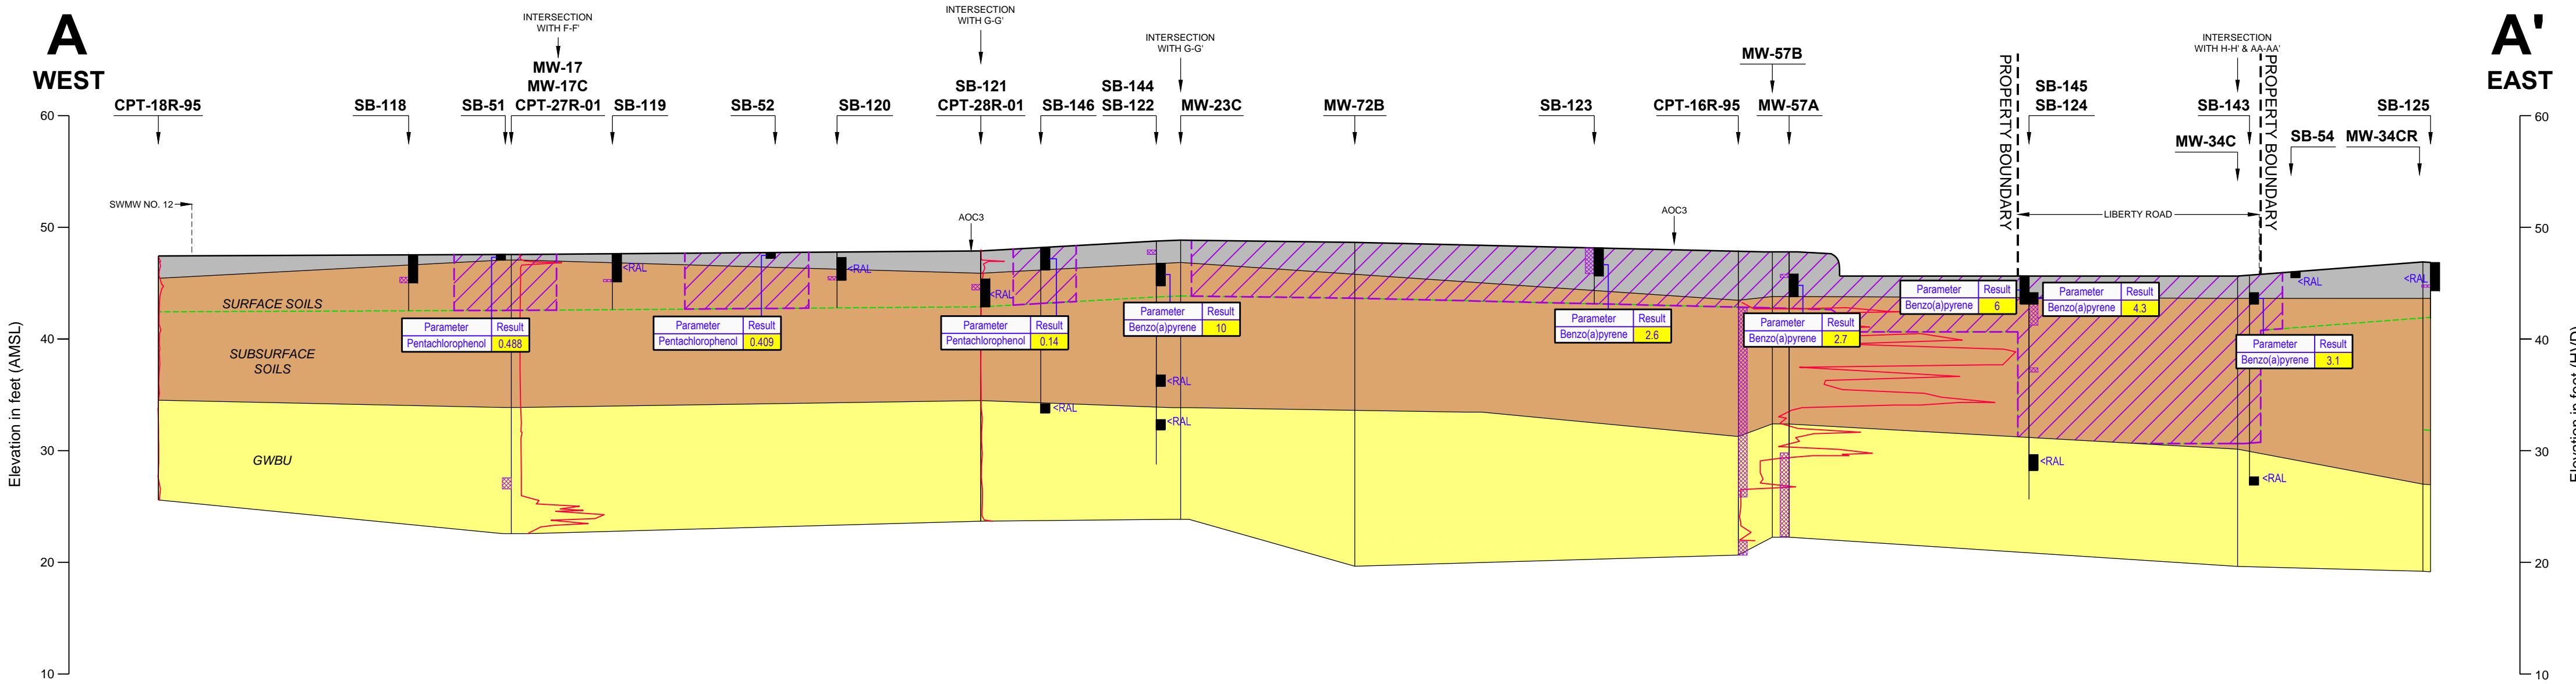 A
WEST
A'
EAST
INTERSECTION
WITH F-F'
INTERSECTION
WITH G-G'
INTERSECTION
WITH G-G'
INTERSECTION
WITH H-H' & AA-AA'
CPT-18R-95
SB-118
SB-51
MW-17
MW-17C
CPT-27R-01
SB-119
SB-52
SB-120
SB-121
CPT-28R-01
SB-146
SB-144
SB-122
MW-23C
MW-72B
SB-123
CPT-16R-95
MW-57B
MW-57A
PROPERTY BOUNDARY
SB-145
SB-124
SB-143
MW-34C
PROPERTY BOUNDARY
SB-54
MW-34CR
SB-125
60
50
40
30
20
10
Elevation in feet (AMSL)
60
50
40
30
20
10
SWMW NO. 12
AOC3
AOC3
LIBERTY ROAD
SURFACE SOILS
SUBSURFACE
SOILS
GWBU
<RAL
<RAL
<RAL
<RAL
<RAL
<RAL
<RAL
<RAL
<RAL
<RAL
Parameter Result
Pentachlorophenol 0.488
Parameter Result
Pentachlorophenol 0.409
Parameter Result
Pentachlorophenol 0.14
Parameter Result
Benzo(a)pyrene 10
Parameter Result
Benzo(a)pyrene 2.6
Parameter Result
Benzo(a)pyrene 2.7
Parameter Result
Benzo(a)pyrene 6
Parameter Result
Benzo(a)pyrene 4.3
Parameter Result
Benzo(a)pyrene 3.1